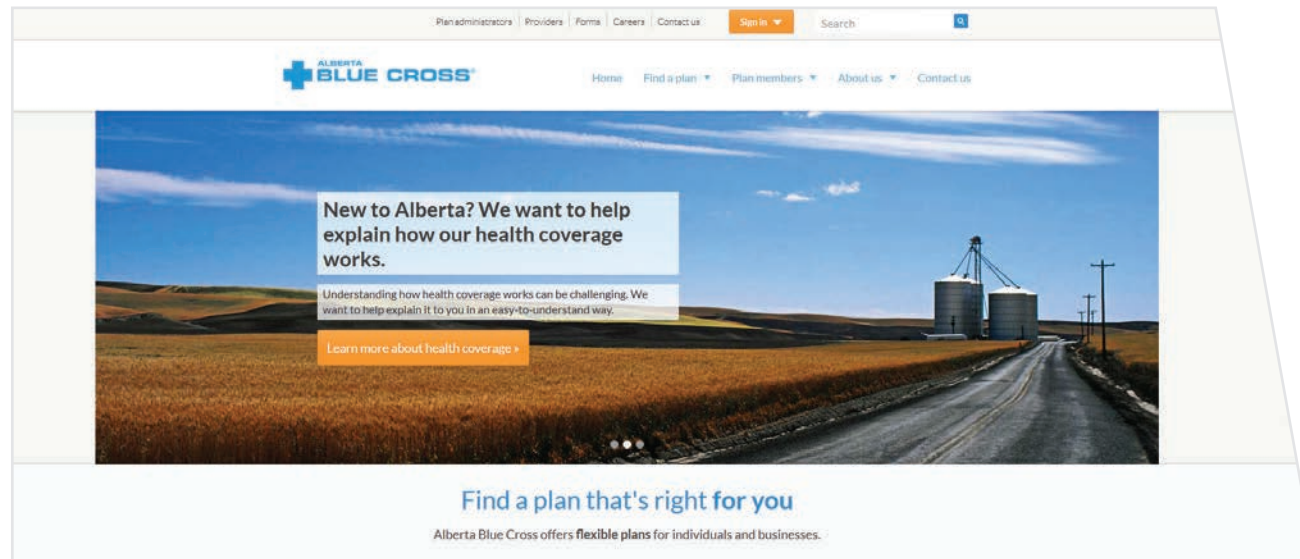 Plan administrators Providers Forms Careers Contact us Sign in Search
ALBERTA
BLUE CROSS®
Home Find a plan Plan members About us Contact us
New to Alberta? We want to help
explain how our health coverage
works.
Understanding how health coverage works can be challenging. We
want to help explain it to you in an easy-to-understand way.
Learn more about health coverage »
Find a plan that's right for you
Alberta Blue Cross offers flexible plans for individuals and businesses.